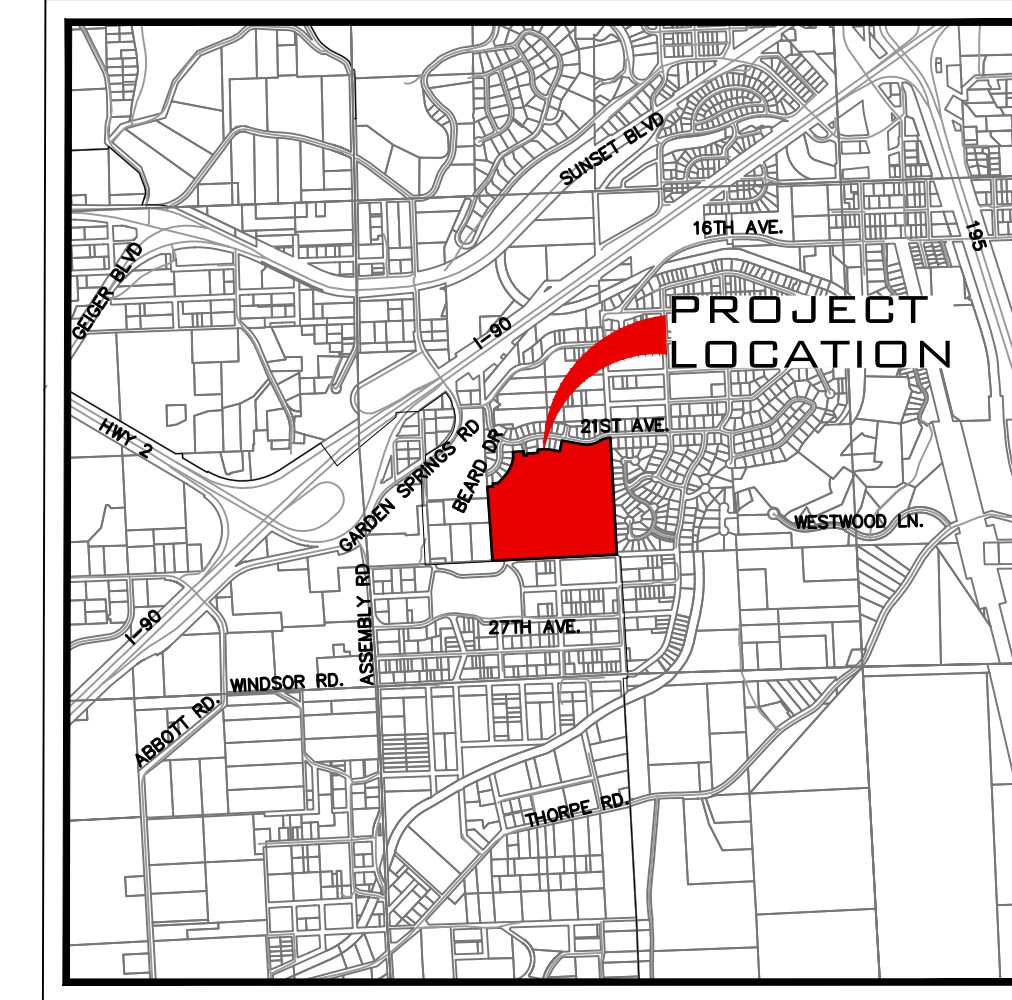 SUNSET BLVD
16TH AVE.
195
GEIGER BLVD
PROJECT
LOCATION
I-90
HWY 2
21ST AVE.
GARDEN SPRINGS RD
BEARD DR
WESTWOOD LN.
ASSEMBLY RD
I-90
27TH AVE.
WINDSOR RD.
ABBOTT RD.
THORPE RD.